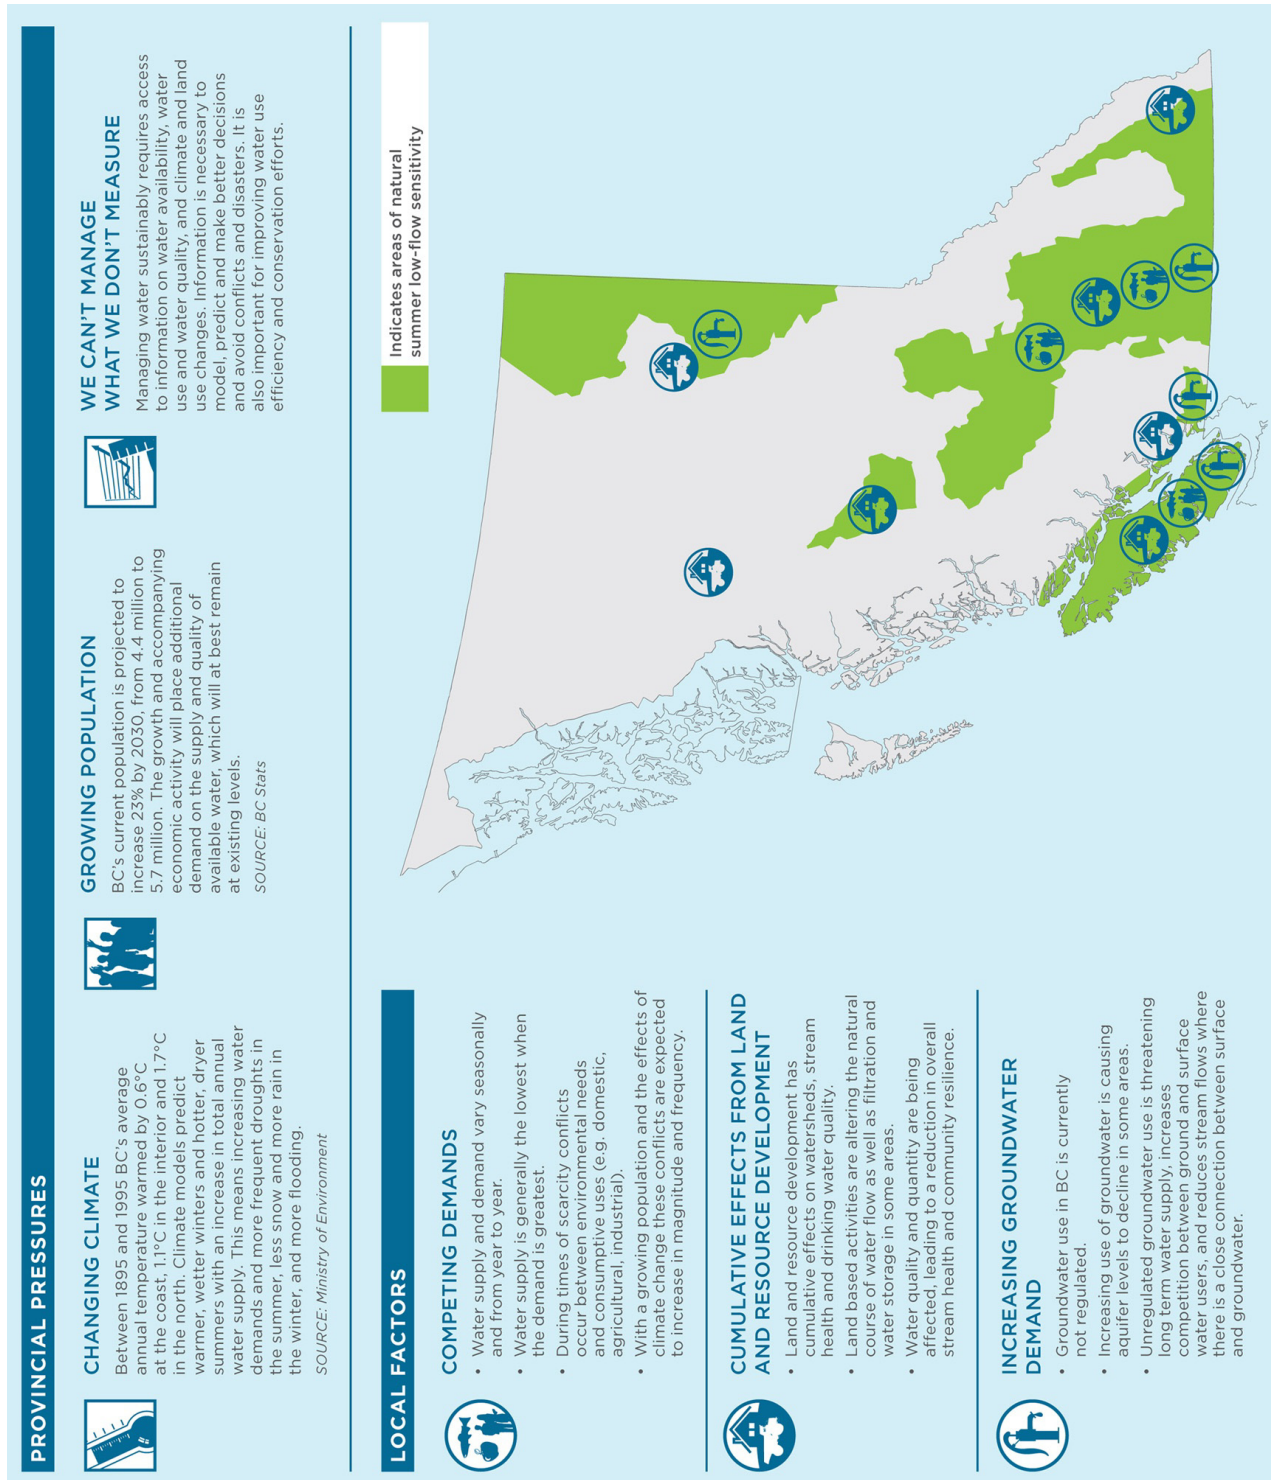 PROVINCIAL PRESSURES
CHANGING CLIMATE
Between 1895 and 1995 BC's average
annual temperature warmed by 0.6°C
at the coast, 1.1°C in the interior and 1.7°C
in the north. Climate models predict
warmer, wetter winters and hotter, dryer
summers with an increase in total annual
water supply. This means increasing water
demands and more frequent droughts in
the summer, less snow and more rain in
the winter, and more flooding.
SOURCE: Ministry of Environment
GROWING POPULATION
BC's current population is projected to
increase 23% by 2030, from 4.4 million to
5.7 million. The growth and accompanying
economic activity will place additional
demand on the supply and quality of
available water, which will at best remain
at existing levels.
SOURCE: BC Stats
WE CAN'T MANAGE
WHAT WE DON'T MEASURE
Managing water sustainably requires access
to information on water availability, water
use and water quality, and climate and land
use changes. Information is necessary to
model, predict and make better decisions
and avoid conflicts and disasters. It is
also important for improving water use
efficiency and conservation efforts.
LOCAL FACTORS
COMPETING DEMANDS
• Water supply and demand vary seasonally
and from year to year.
• Water supply is generally the lowest when
the demand is greatest.
• During times of scarcity conflicts
occur between environmental needs
and consumptive uses (e.g. domestic,
agricultural, industrial).
• With a growing population and the effects of
climate change these conflicts are expected
to increase in magnitude and frequency.
CUMULATIVE EFFECTS FROM LAND
AND RESOURCE DEVELOPMENT
• Land and resource development has
cumulative effects on watersheds, stream
health and drinking water quality.
• Land based activities are altering the natural
course of water flow as well as filtration and
water storage in some areas.
• Water quality and quantity are being
affected, leading to a reduction in overall
stream health and community resilience.
INCREASING GROUNDWATER
DEMAND
• Groundwater use in BC is currently
not regulated.
• Increasing use of groundwater is causing
aquifer levels to decline in some areas.
• Unregulated groundwater use is threatening
long term water supply, increases
competition between ground and surface
water users, and reduces stream flows where
there is a close connection between surface
and groundwater.
Indicates areas of natural
summer low-flow sensitivity